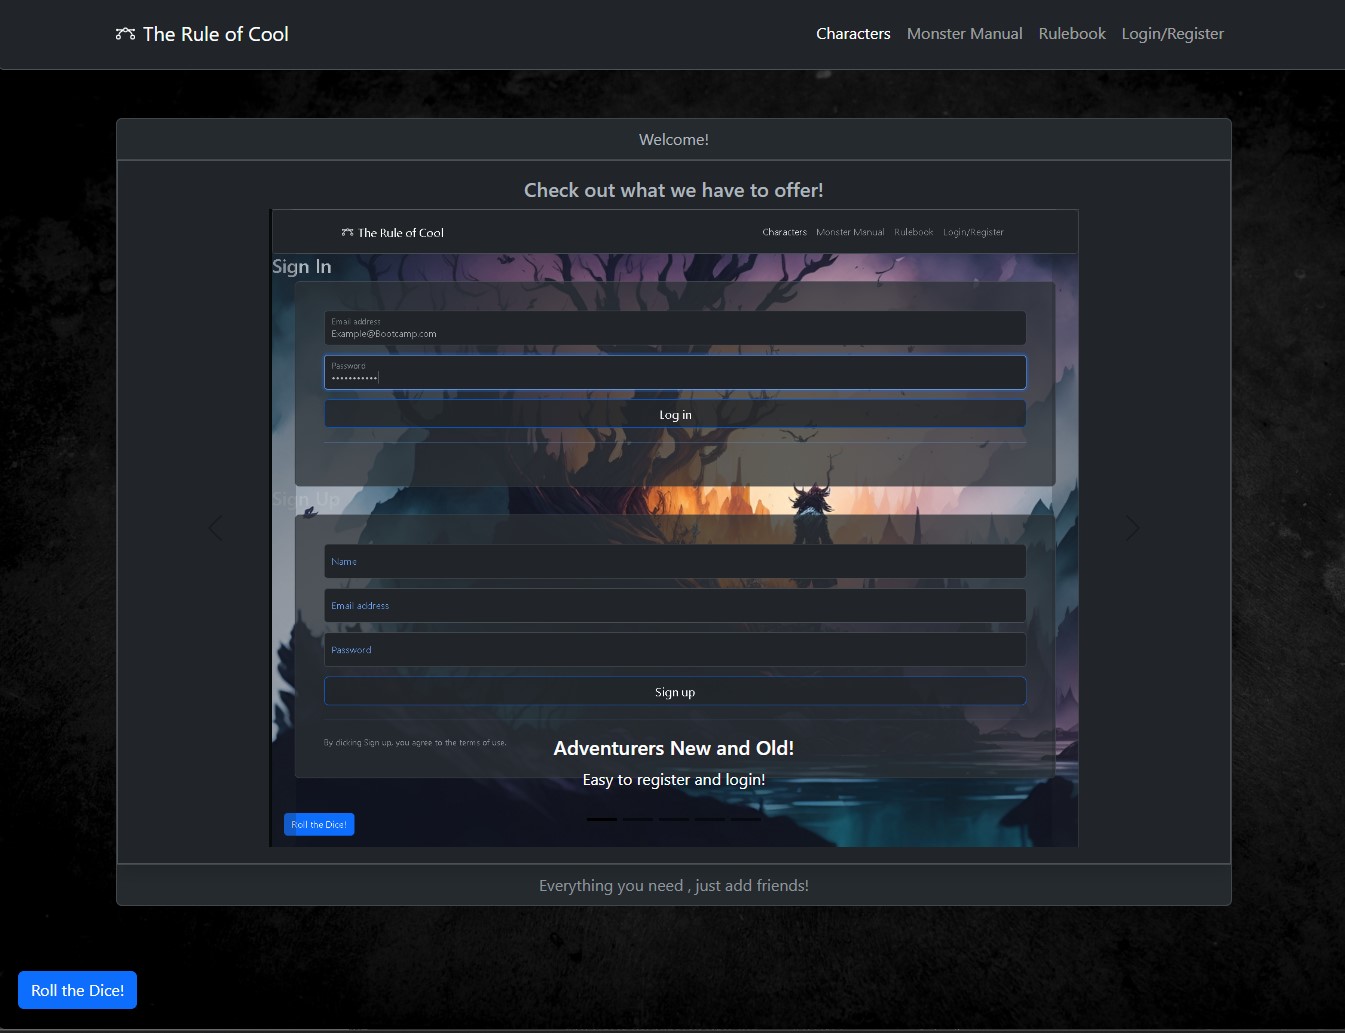 The Rule of Cool
Characters Monster Manual Rulebook Login/Register
Welcome!
Check out what we have to offer!
The Rule of Cool
Characters Monster Manual Rulebook Login/Register
Sign In
Email address
Example@Bootcamp.com
Password
•••••••••••
Log in
Sign Up
Name
Email address
Password
Sign up
By clicking Sign up, you agree to the terms of use.
Adventurers New and Old!
Easy to register and login!
Roll the Dice!
Everything you need , just add friends!
Roll the Dice!